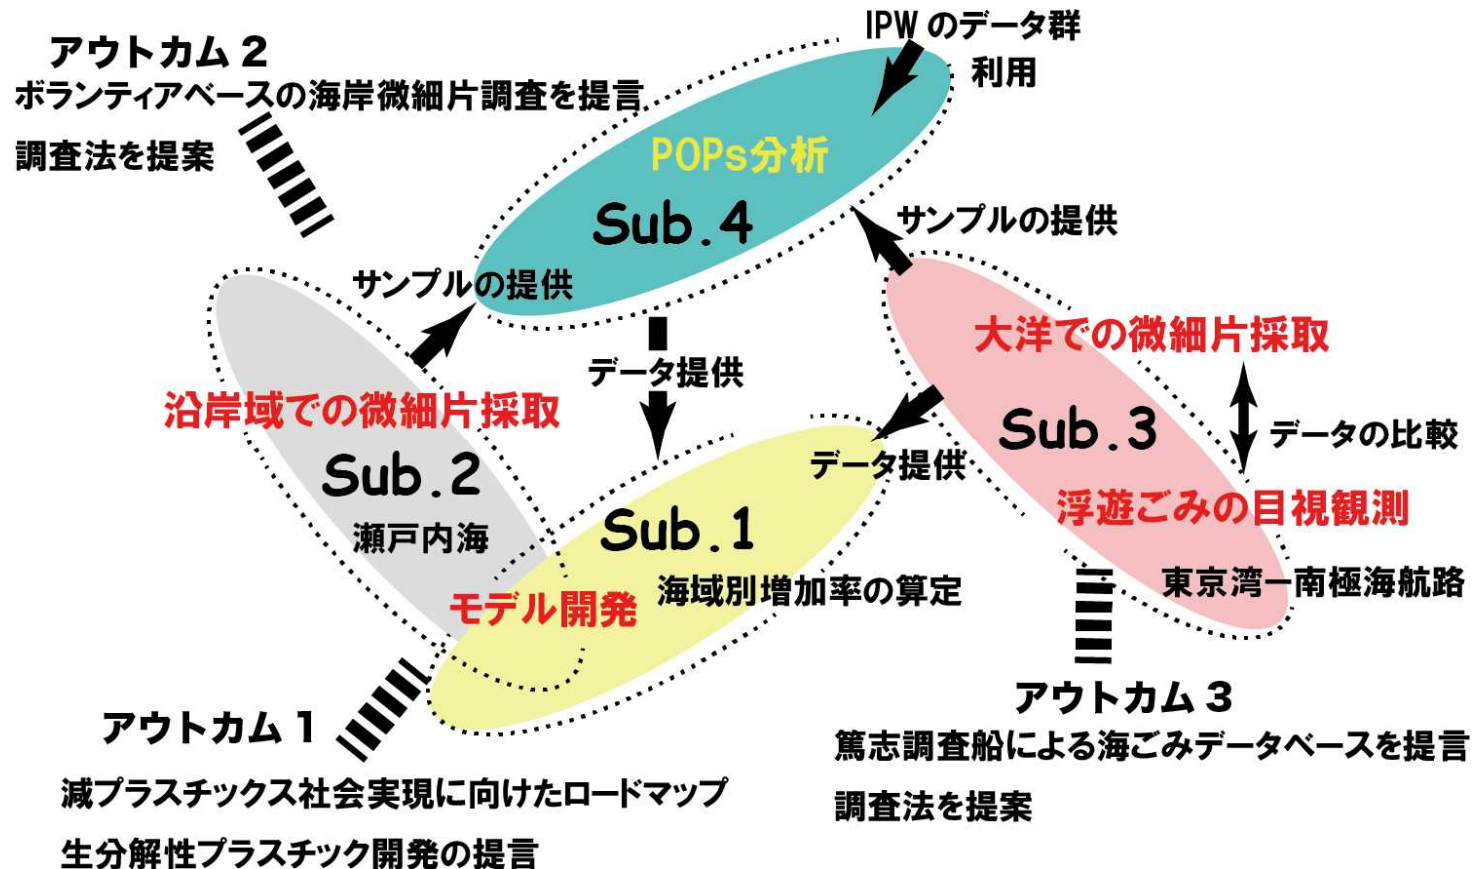 IPW のデータ群
利用
アウトカム 2
ボランティアベースの海岸微細片調査を提言
調査法を提案
POPs分析
Sub.4
サンプルの提供
サンプルの提供
データ提供
沿岸域での微細片採取
Sub.2
瀬戸内海
大洋での微細片採取
Sub.3
データの比較
浮遊ごみの目視観測
東京湾ー南極海航路
データ提供
Sub.1
海域別増加率の算定
モデル開発
アウトカム 1
減プラスチックス社会実現に向けたロードマップ
生分解性プラスチック開発の提言
アウトカム 3
篤志調査船による海ごみデータベースを提言
調査法を提案